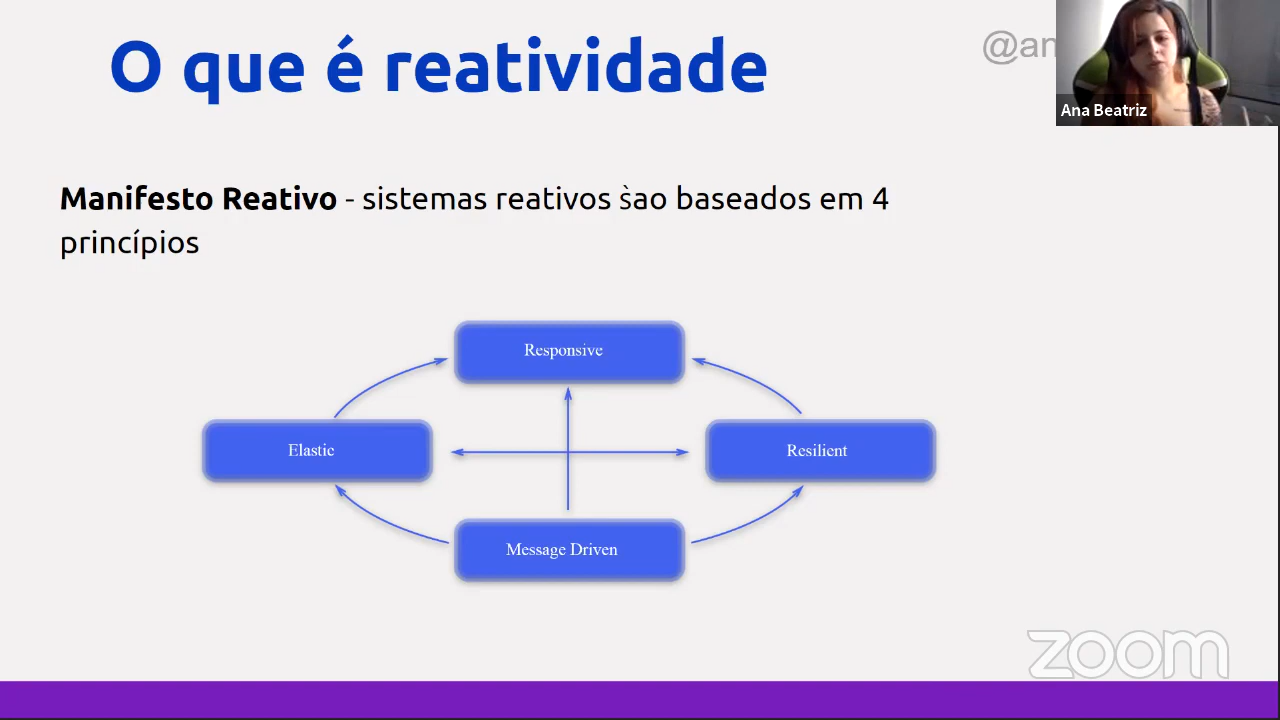 O que é reatividade
@an
Ana Beatriz
Manifesto Reativo - sistemas reativos s̀ao baseados em 4
princípios
Responsive
Elastic
Resilient
Message Driven
zoom